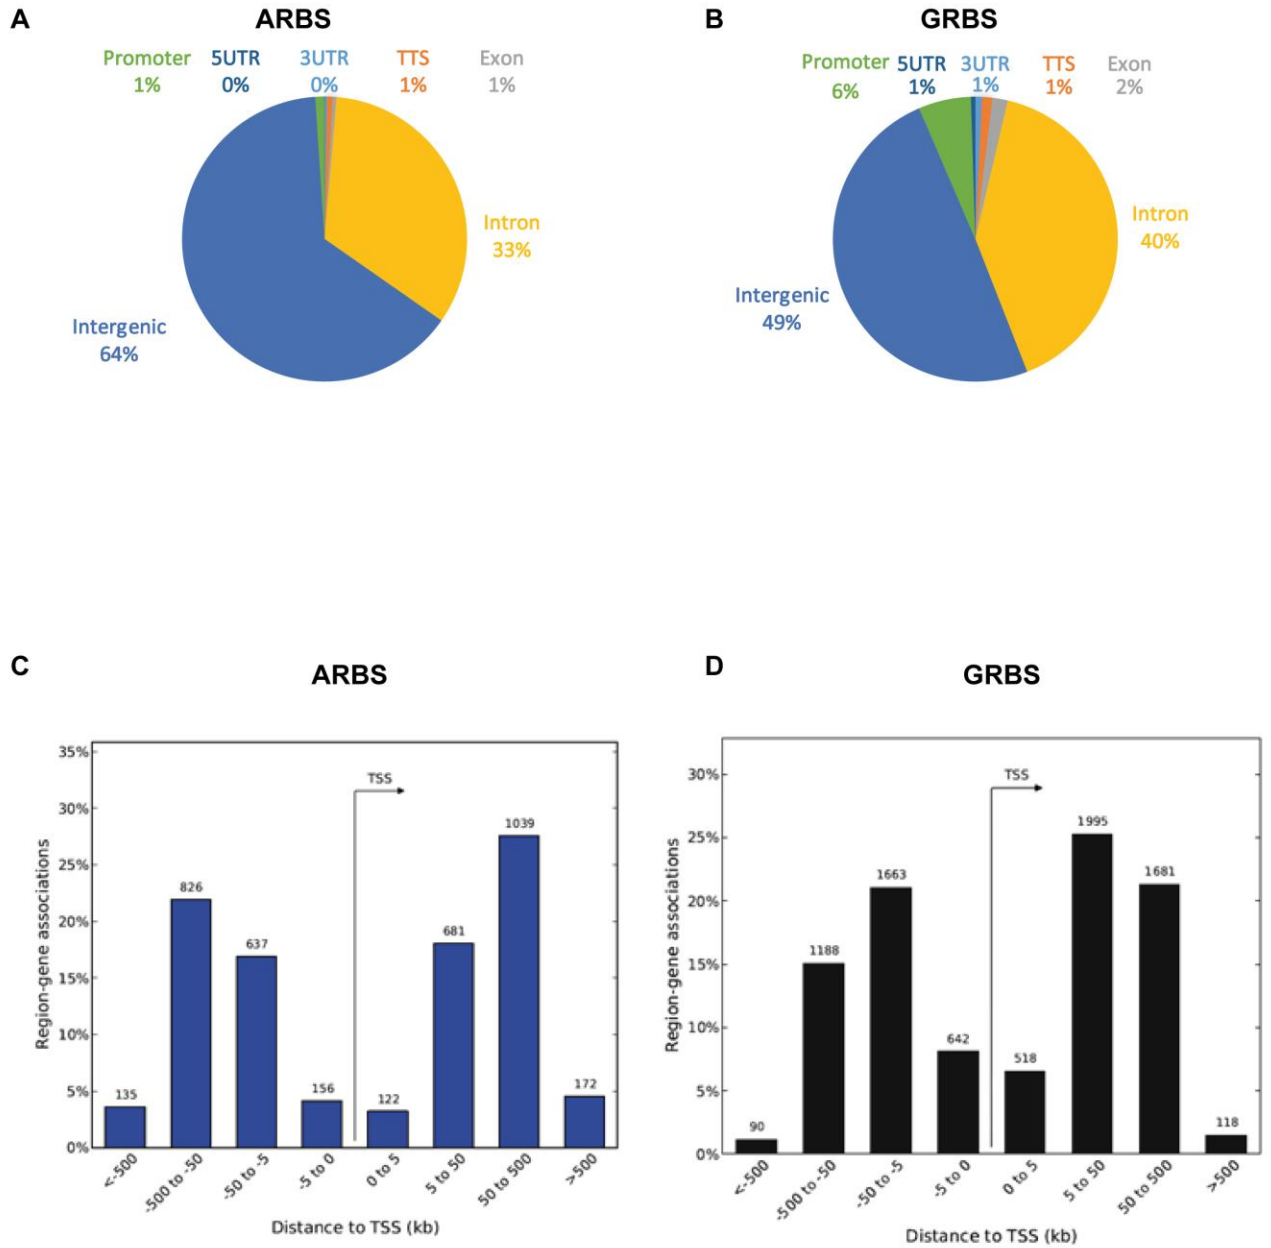 A
ARBS
Promoter 5UTR 3UTR TTS Exon
1% 0% 0% 1% 1%
Intron
33%
Intergenic
64%
B
GRBS
Promoter 5UTR 3UTR TTS Exon
6% 1% 1% 1% 2%
Intron
40%
Intergenic
49%
C
ARBS
35%
30%
25%
20%
15%
10%
5%
0%
Region-gene associations
TSS
135
826
637
156
122
681
1039
172
<-500
-500 to -50
-50 to -5
-5 to 0
0 to 5
5 to 50
50 to 500
>500
Distance to TSS (kb)
D
GRBS
30%
25%
20%
15%
10%
5%
0%
Region-gene associations
TSS
90
1188
1663
642
518
1995
1681
118
<-500
-500 to -50
-50 to -5
-5 to 0
0 to 5
5 to 50
50 to 500
>500
Distance to TSS (kb)